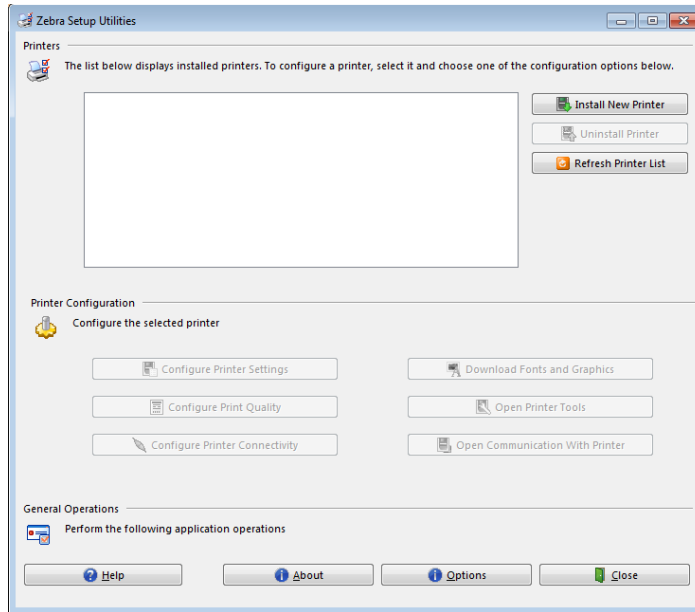 Zebra Setup Utilities
Printers
The list below displays installed printers. To configure a printer, select it and choose one of the configuration options below.
Install New Printer
Uninstall Printer
Refresh Printer List
Printer Configuration
Configure the selected printer
Configure Printer Settings
Download Fonts and Graphics
Configure Print Quality
Open Printer Tools
Configure Printer Connectivity
Open Communication With Printer
General Operations
Perform the following application operations
Help
About
Options
Close